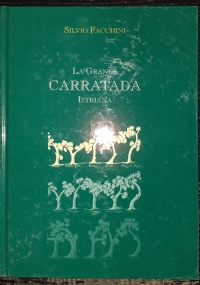 SILVIO FACCHINI
LA GRANDE
CARRATADA
ISTRIANA